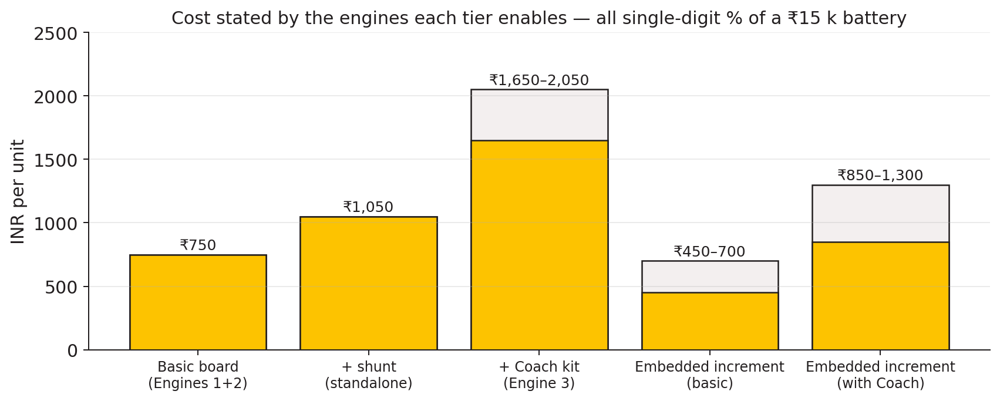 Cost stated by the engines each tier enables — all single-digit % of a ₹15 k battery
INR per unit
2500
2000
1500
1000
500
0
₹750
₹1,050
₹1,650–2,050
₹450–700
₹850–1,300
Basic board
(Engines 1+2)
+ shunt
(standalone)
+ Coach kit
(Engine 3)
Embedded increment
(basic)
Embedded increment
(with Coach)